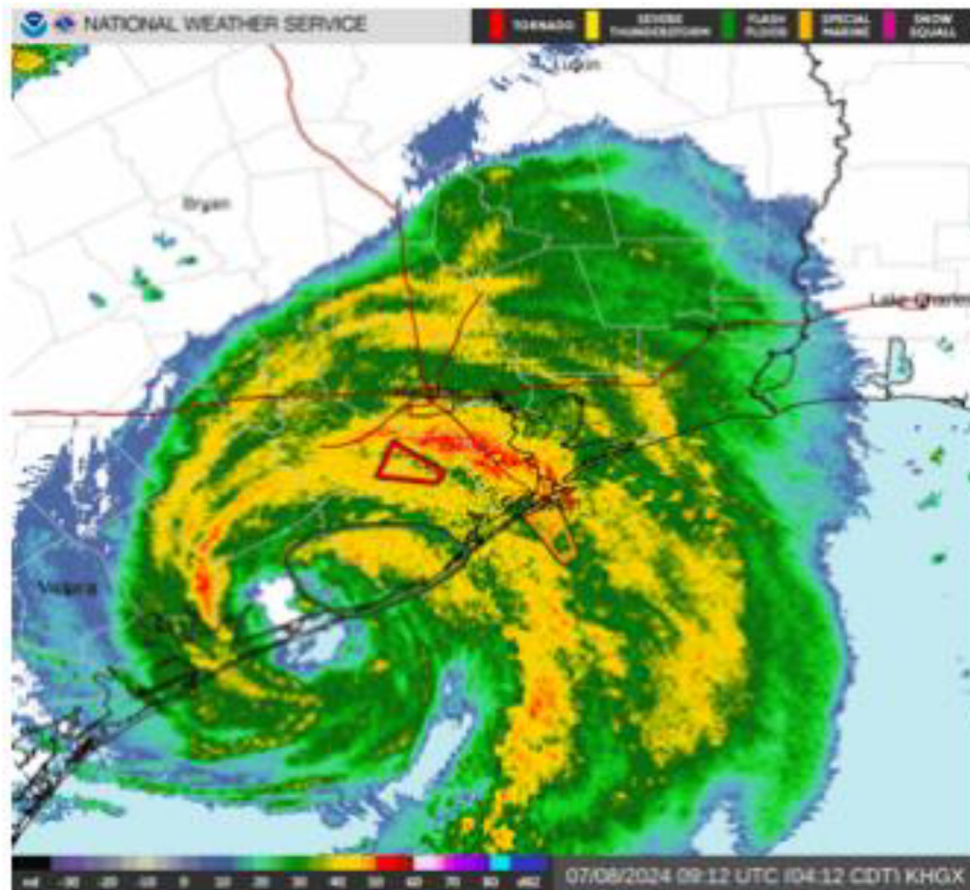 NATIONAL WEATHER SERVICE
TORNADO
SEVERE
THUNDERSTORM
FLASH
FLOOD
SPECIAL
MARINE
SNOW
SQUALL
Lufkin
Bryan
Lake Charles
Victoria
nd -30 -20 -10 0 10 20 30 40 50 60 70 80 dBZ
07/08/2024 09:12 UTC (04:12 CDT) KHGX